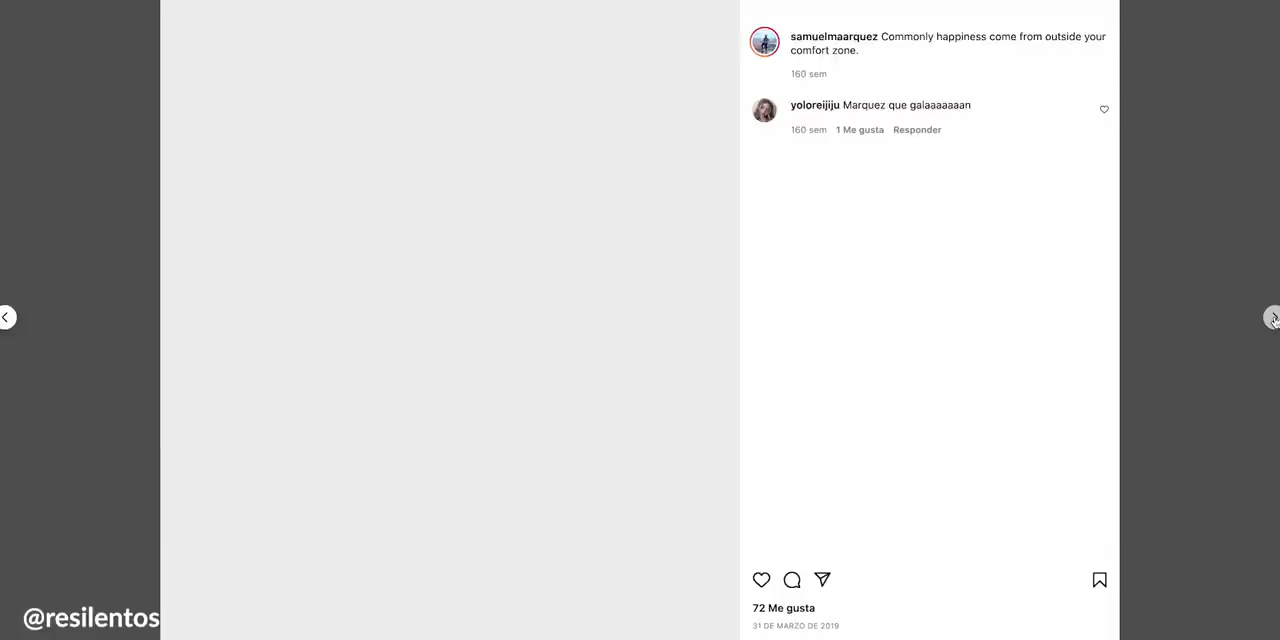 samuelmaarquez Commonly happiness come from outside your
comfort zone.
160 sem
yoloreijiju Marquez que galaaaaaaan
160 sem 1 Me gusta Responder
72 Me gusta
31 DE MARZO DE 2019
@resilentos